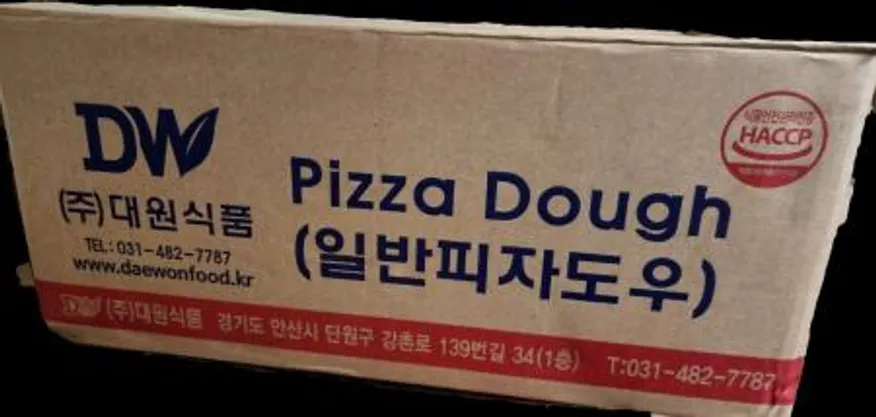 DW
(주)대원식품
TEL: 031-482-7787
www.daewonfood.kr
Pizza Dough
(일반피자도우)
식품안전관리인증
HACCP
DW (주)대원식품 경기도 안산시 단원구 강촌로 139번길 34(1층) T:031-482-7787